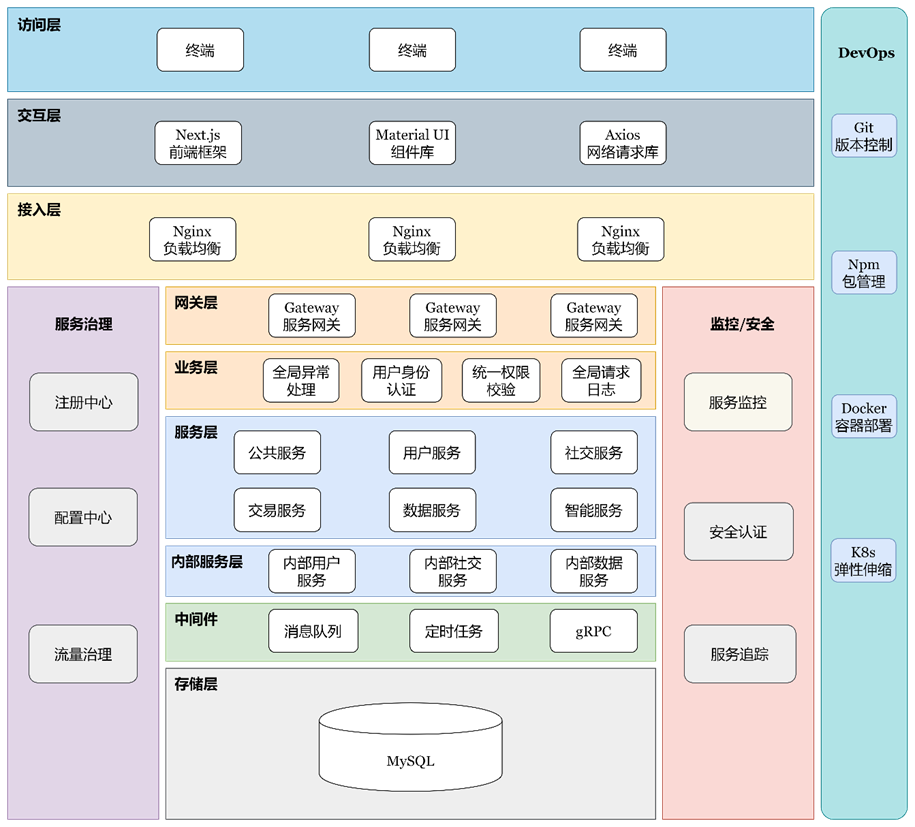 访问层
终端
终端
终端
交互层
Next.js
前端框架
Material UI
组件库
Axios
网络请求库
接入层
Nginx
负载均衡
Nginx
负载均衡
Nginx
负载均衡
服务治理
注册中心
配置中心
流量治理
网关层
Gateway
服务网关
Gateway
服务网关
Gateway
服务网关
业务层
全局异常
处理
用户身份
认证
统一权限
校验
全局请求
日志
服务层
公共服务
用户服务
社交服务
交易服务
数据服务
智能服务
内部服务层
内部用户
服务
内部社交
服务
内部数据
服务
中间件
消息队列
定时任务
gRPC
存储层
MySQL
监控/安全
服务监控
安全认证
服务追踪
DevOps
Git
版本控制
Npm
包管理
Docker
容器部署
K8s
弹性伸缩